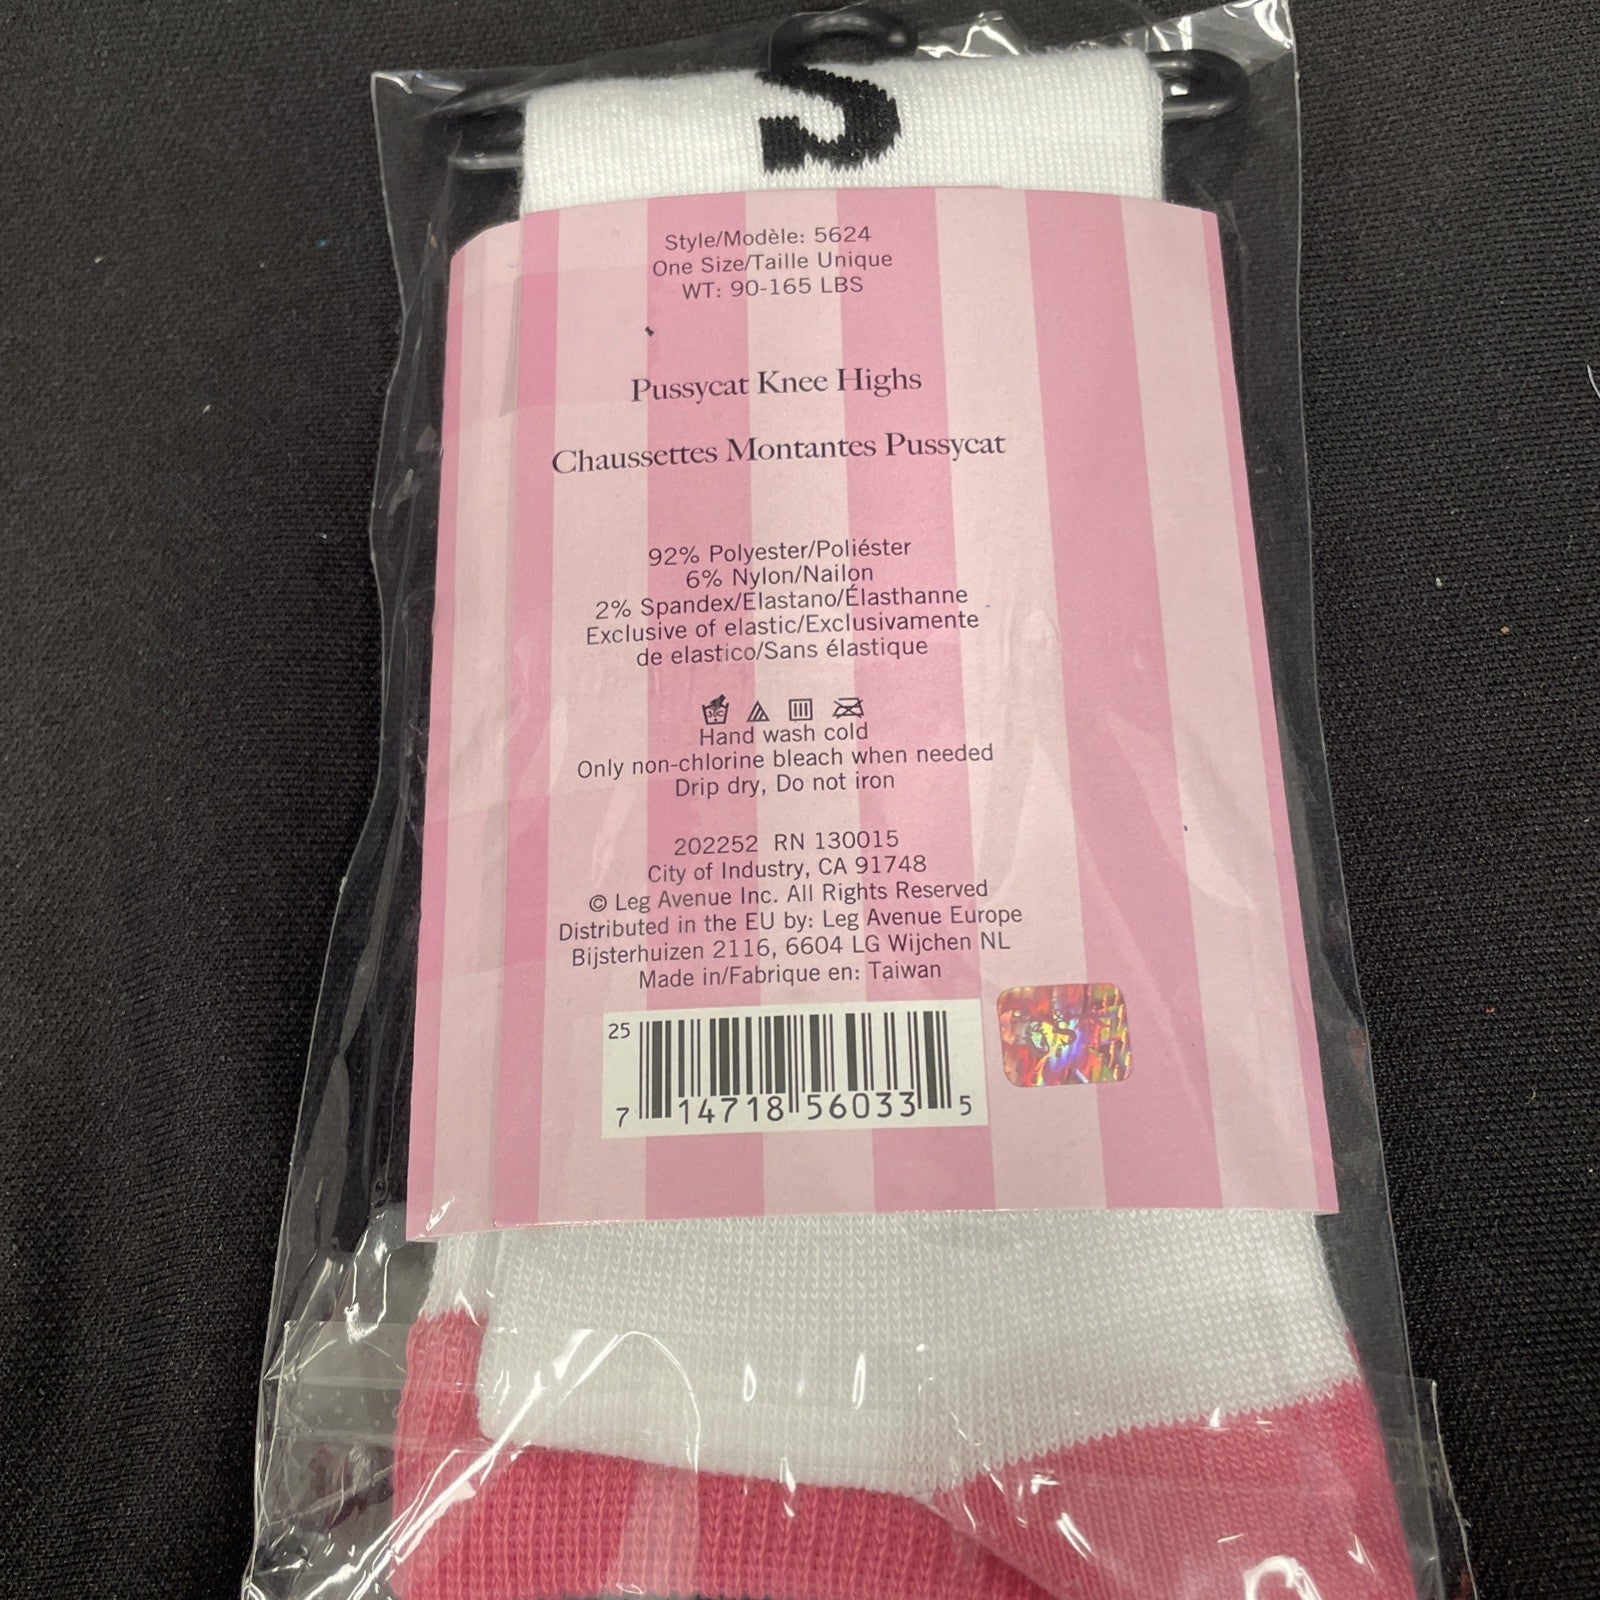 S
Style/Modèle: 5624
One Size/Taille Unique
WT: 90-165 LBS
Pussycat Knee Highs
Chaussettes Montantes Pussycat
92% Polyester/Poliéster
6% Nylon/Nailon
2% Spandex/Elastano/Élasthanne
Exclusive of elastic/Exclusivamente
de elastico/Sans élastique
30C
Hand wash cold
Only non-chlorine bleach when needed
Drip dry, Do not iron
202252 RN 130015
City of Industry, CA 91748
© Leg Avenue Inc. All Rights Reserved
Distributed in the EU by: Leg Avenue Europe
Bijsterhuizen 2116, 6604 LG Wijchen NL
Made in/Fabrique en: Taiwan
25
7 14718 56033 5